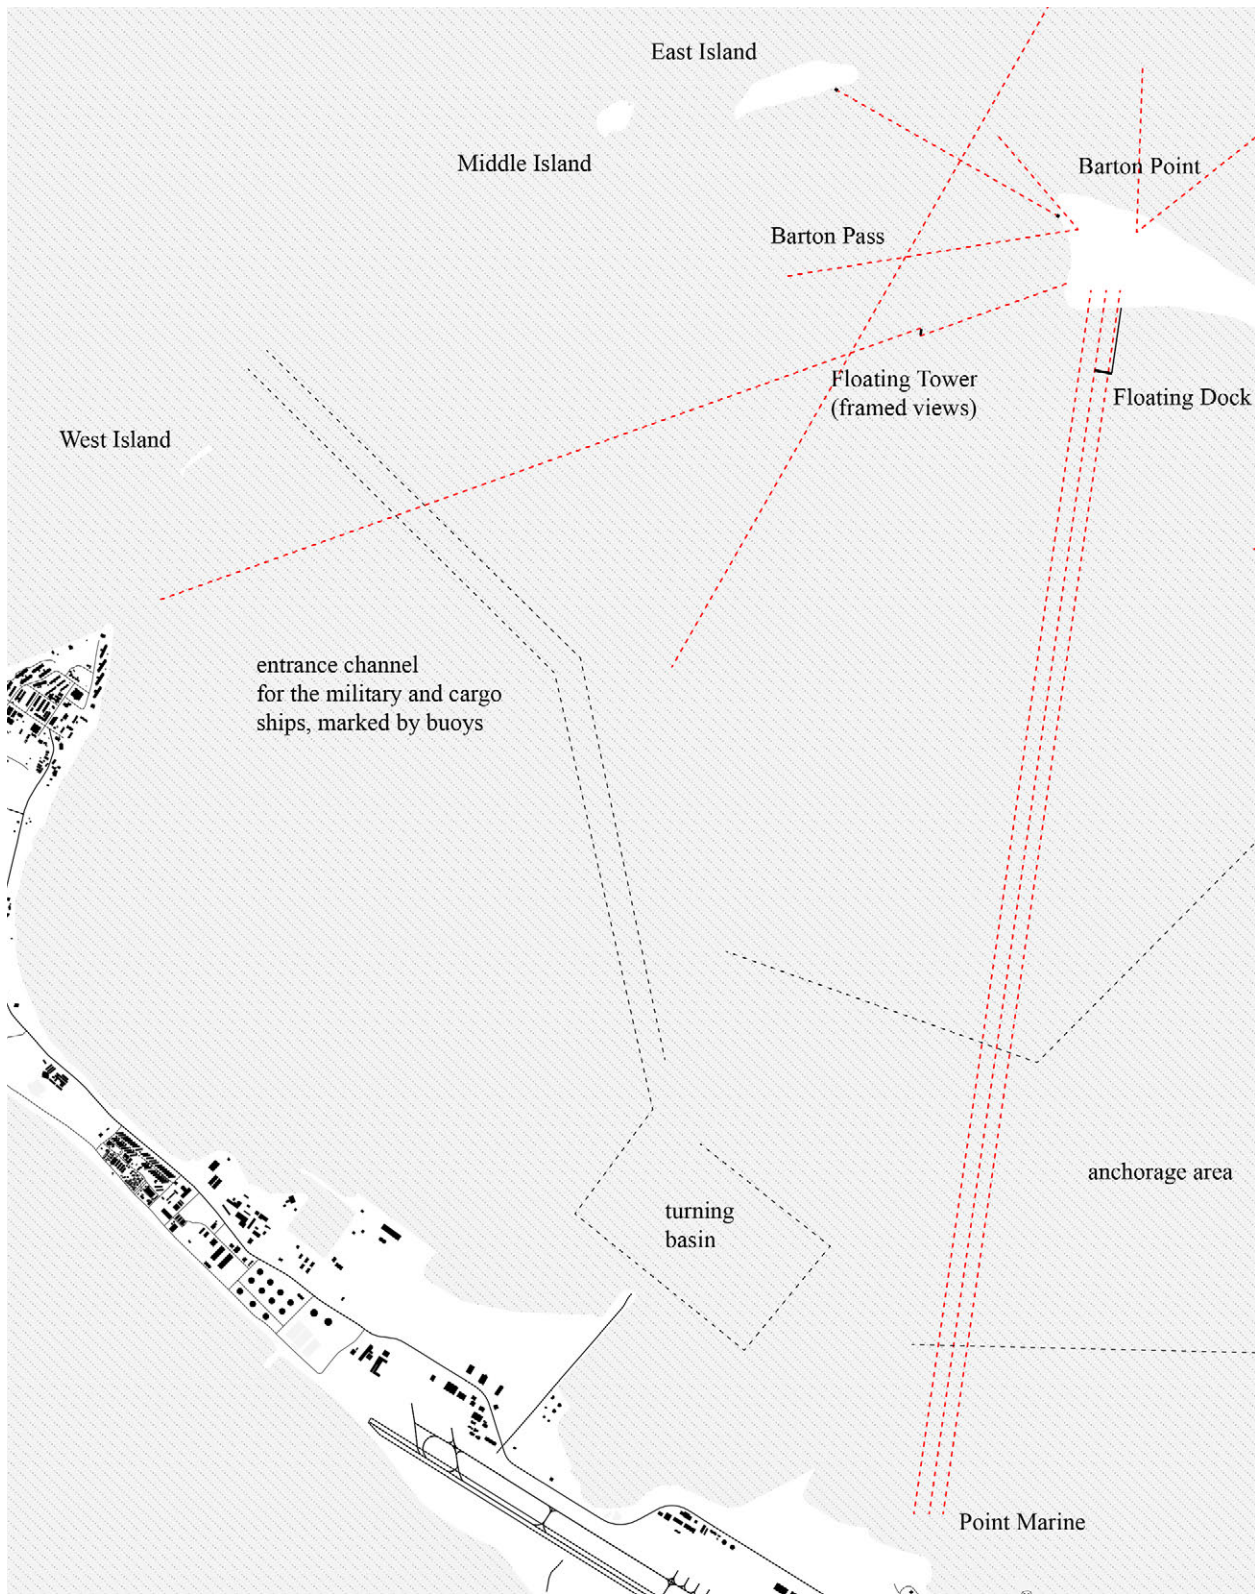 East Island
Middle Island
Barton Point
Barton Pass
Floating Tower
(framed views)
Floating Dock
West Island
entrance channel
for the military and cargo
ships, marked by buoys
anchorage area
turning
basin
Point Marine